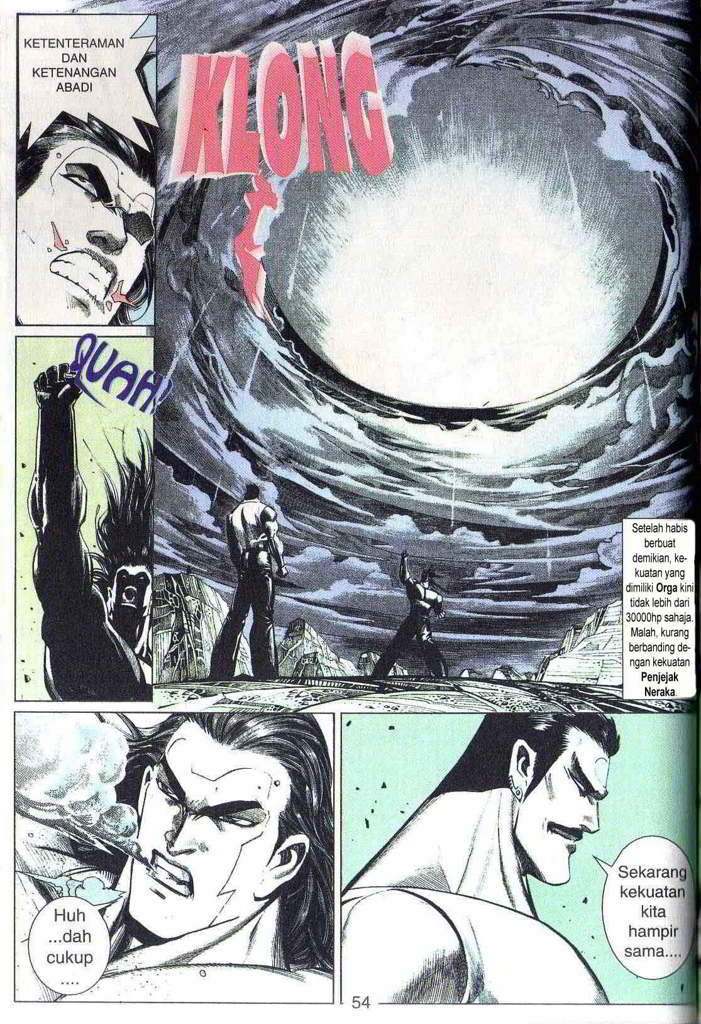 KETENTERAMAN
DAN
KETENANGAN
ABADI
KLONG
QUAH!
Setelah habis
berbuat
demikian, ke-
kuatan yang
dimiliki Orga kini
tidak lebih dari
30000hp sahaja.
Malah, kurang
berbanding de-
ngan kekuatan
Penjejak
Neraka.
Huh
...dah
cukup
....
Sekarang
kekuatan
kita
hampir
sama....
54